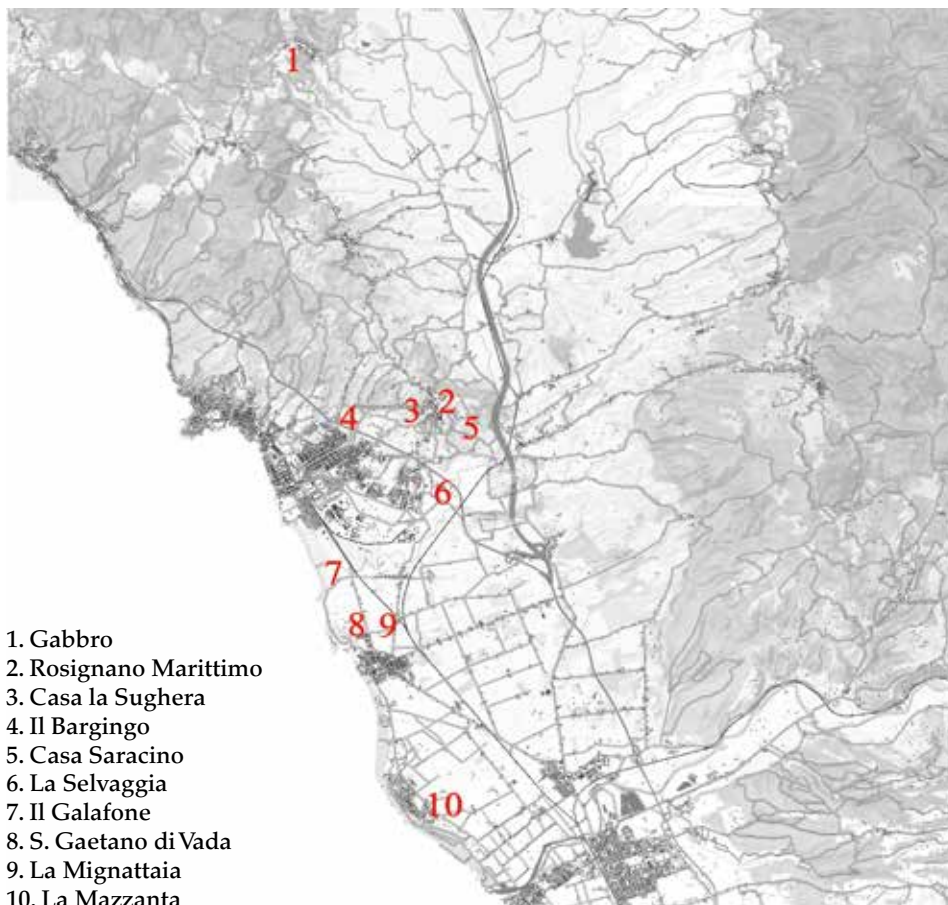 1
2
3
4
5
6
7
8
9
10
1. Gabbro
2. Rosignano Marittimo
3. Casa la Sughera
4. Il Bargingo
5. Casa Saracino
6. La Selvaggia
7. Il Galafone
8. S. Gaetano di Vada
9. La Mignattaia
10. La Mazzanta